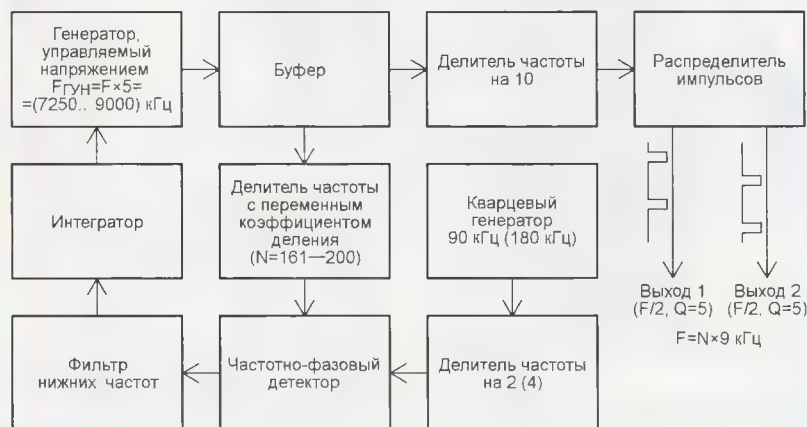 Генератор,
управляемый
напряжением
FГУН=F×5=
=(7250.. 9000) кГц
Буфер
Делитель частоты
на 10
Распределитель
импульсов
Интегратор
Делитель частоты
с переменным
коэффициентом
деления
(N=161—200)
Кварцевый
генератор
90 кГц (180 кГц)
Выход 1
(F/2, Q=5)
Выход 2
(F/2, Q=5)
F=N×9 кГц
Фильтр
нижних частот
Частотно-фазовый
детектор
Делитель частоты
на 2 (4)